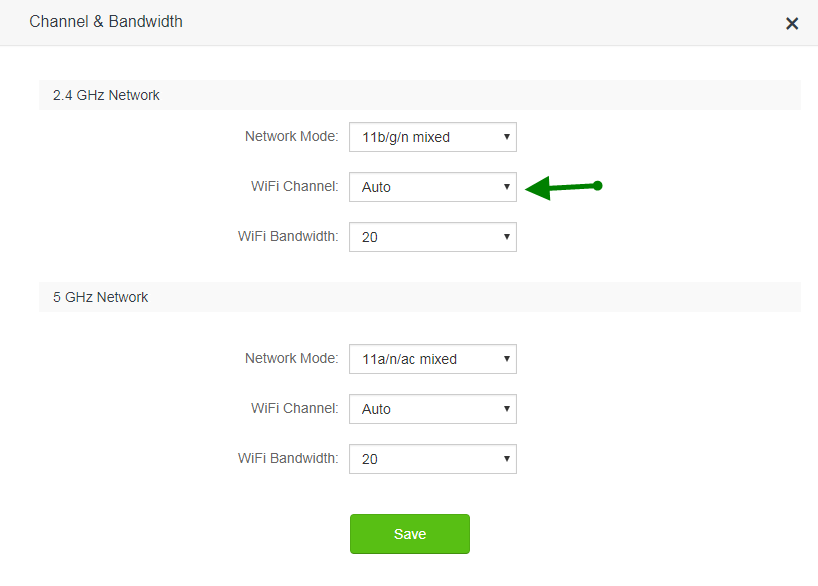 Channel & Bandwidth
2.4 GHz Network
Network Mode: 11b/g/n mixed
WiFi Channel: Auto
WiFi Bandwidth: 20
5 GHz Network
Network Mode: 11a/n/ac mixed
WiFi Channel: Auto
WiFi Bandwidth: 20
Save